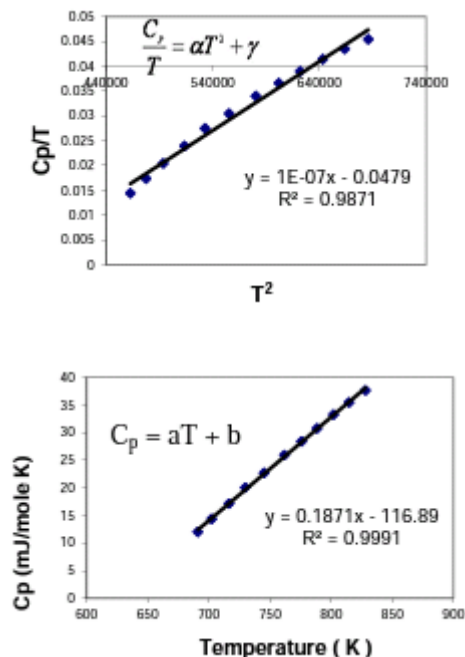 0.05
0.045
0.04
0.035
0.03
0.025
0.02
0.015
0.01
0.005
0
440000 540000 640000 740000
Cp/T
C_p/T = αT² + γ
y = 1E-07x - 0.0479
R² = 0.9871
T²
40
35
30
25
20
15
10
5
0
Cp (mJ/mole K)
Cₚ = aT + b
y = 0.1871x - 116.89
R² = 0.9991
600 650 700 750 800 850 900
Temperature ( K )